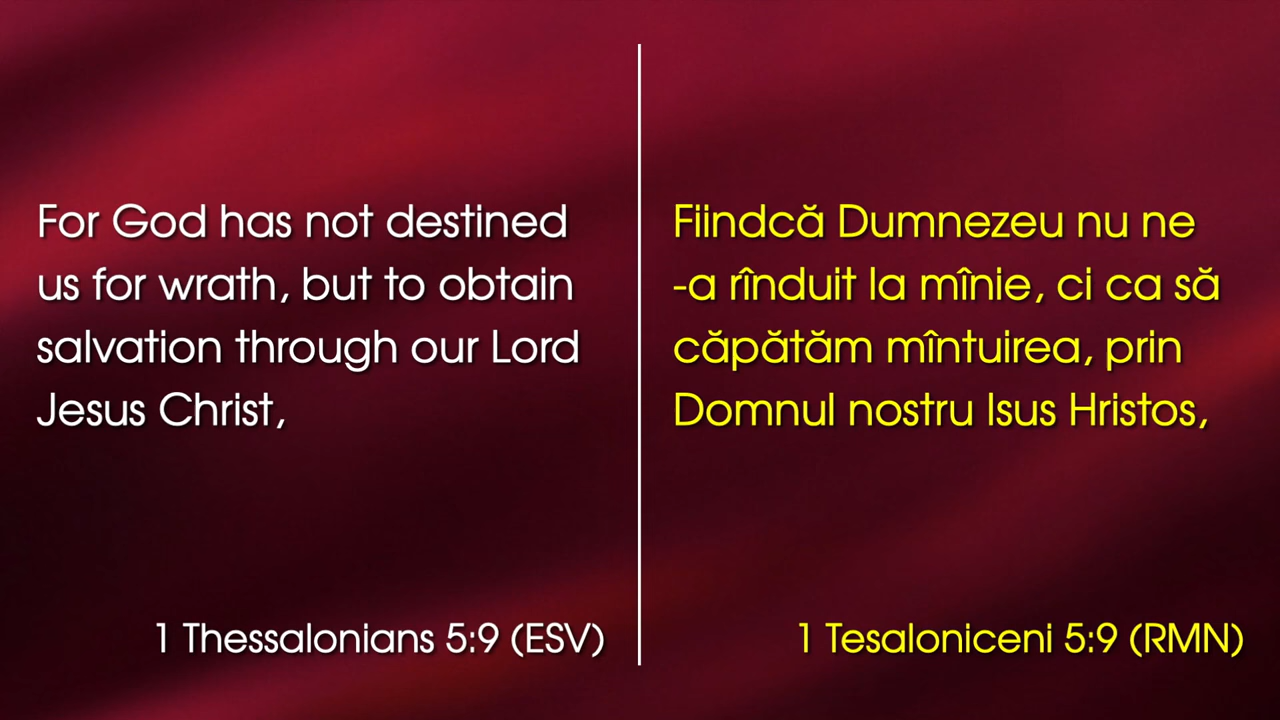 For God has not destined
us for wrath, but to obtain
salvation through our Lord
Jesus Christ,
1 Thessalonians 5:9 (ESV)
Fiindcă Dumnezeu nu ne
-a rînduit la mînie, ci ca să
căpătăm mîntuirea, prin
Domnul nostru Isus Hristos,
1 Tesaloniceni 5:9 (RMN)